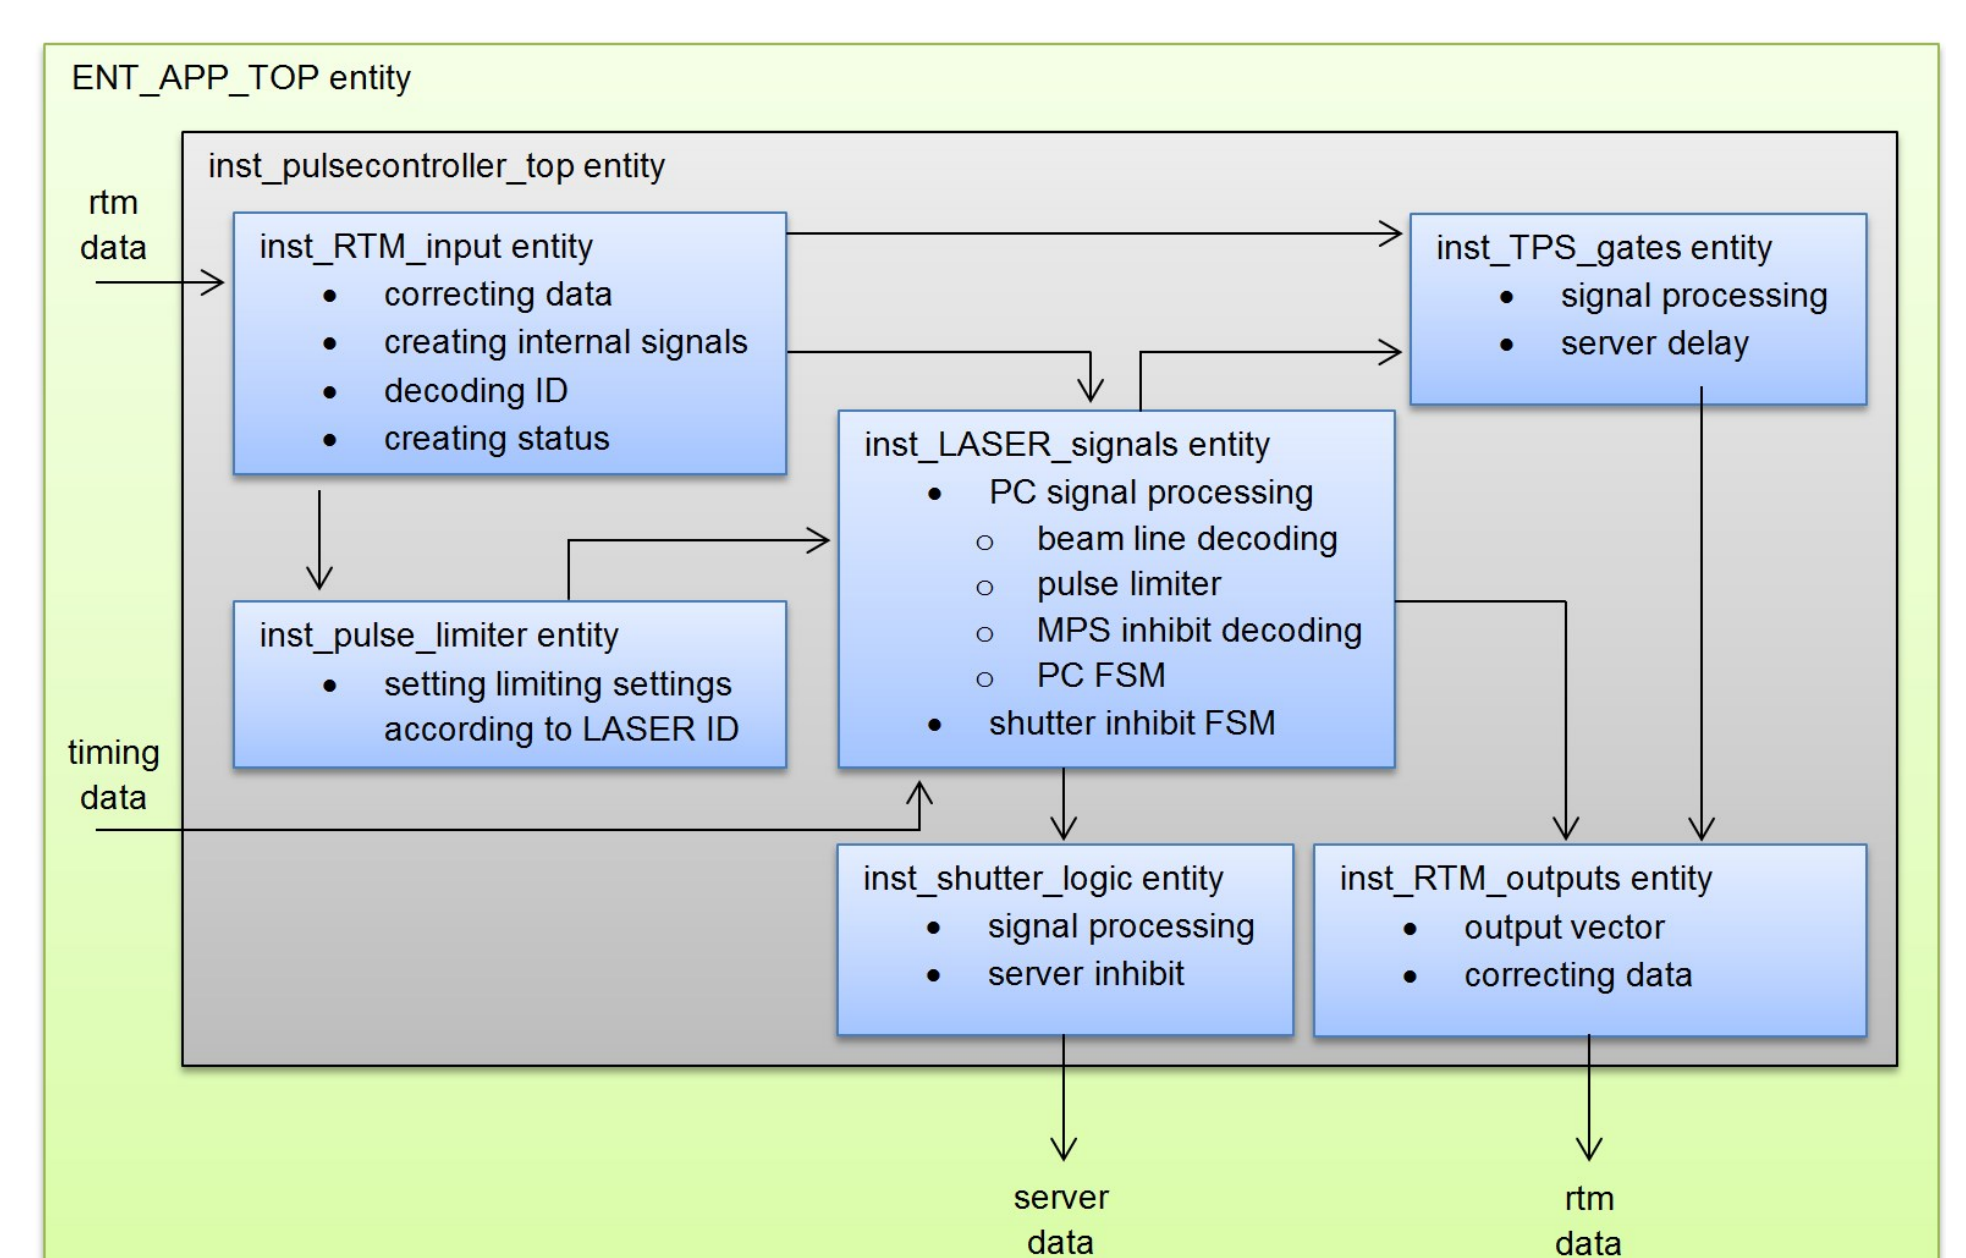 ENT_APP_TOP entity
inst_pulsecontroller_top entity
rtm
data
inst_RTM_input entity
• correcting data
• creating internal signals
• decoding ID
• creating status
inst_TPS_gates entity
• signal processing
• server delay
inst_LASER_signals entity
• PC signal processing
o beam line decoding
o pulse limiter
o MPS inhibit decoding
o PC FSM
• shutter inhibit FSM
inst_pulse_limiter entity
• setting limiting settings
according to LASER ID
timing
data
inst_shutter_logic entity
• signal processing
• server inhibit
inst_RTM_outputs entity
• output vector
• correcting data
server
data
rtm
data